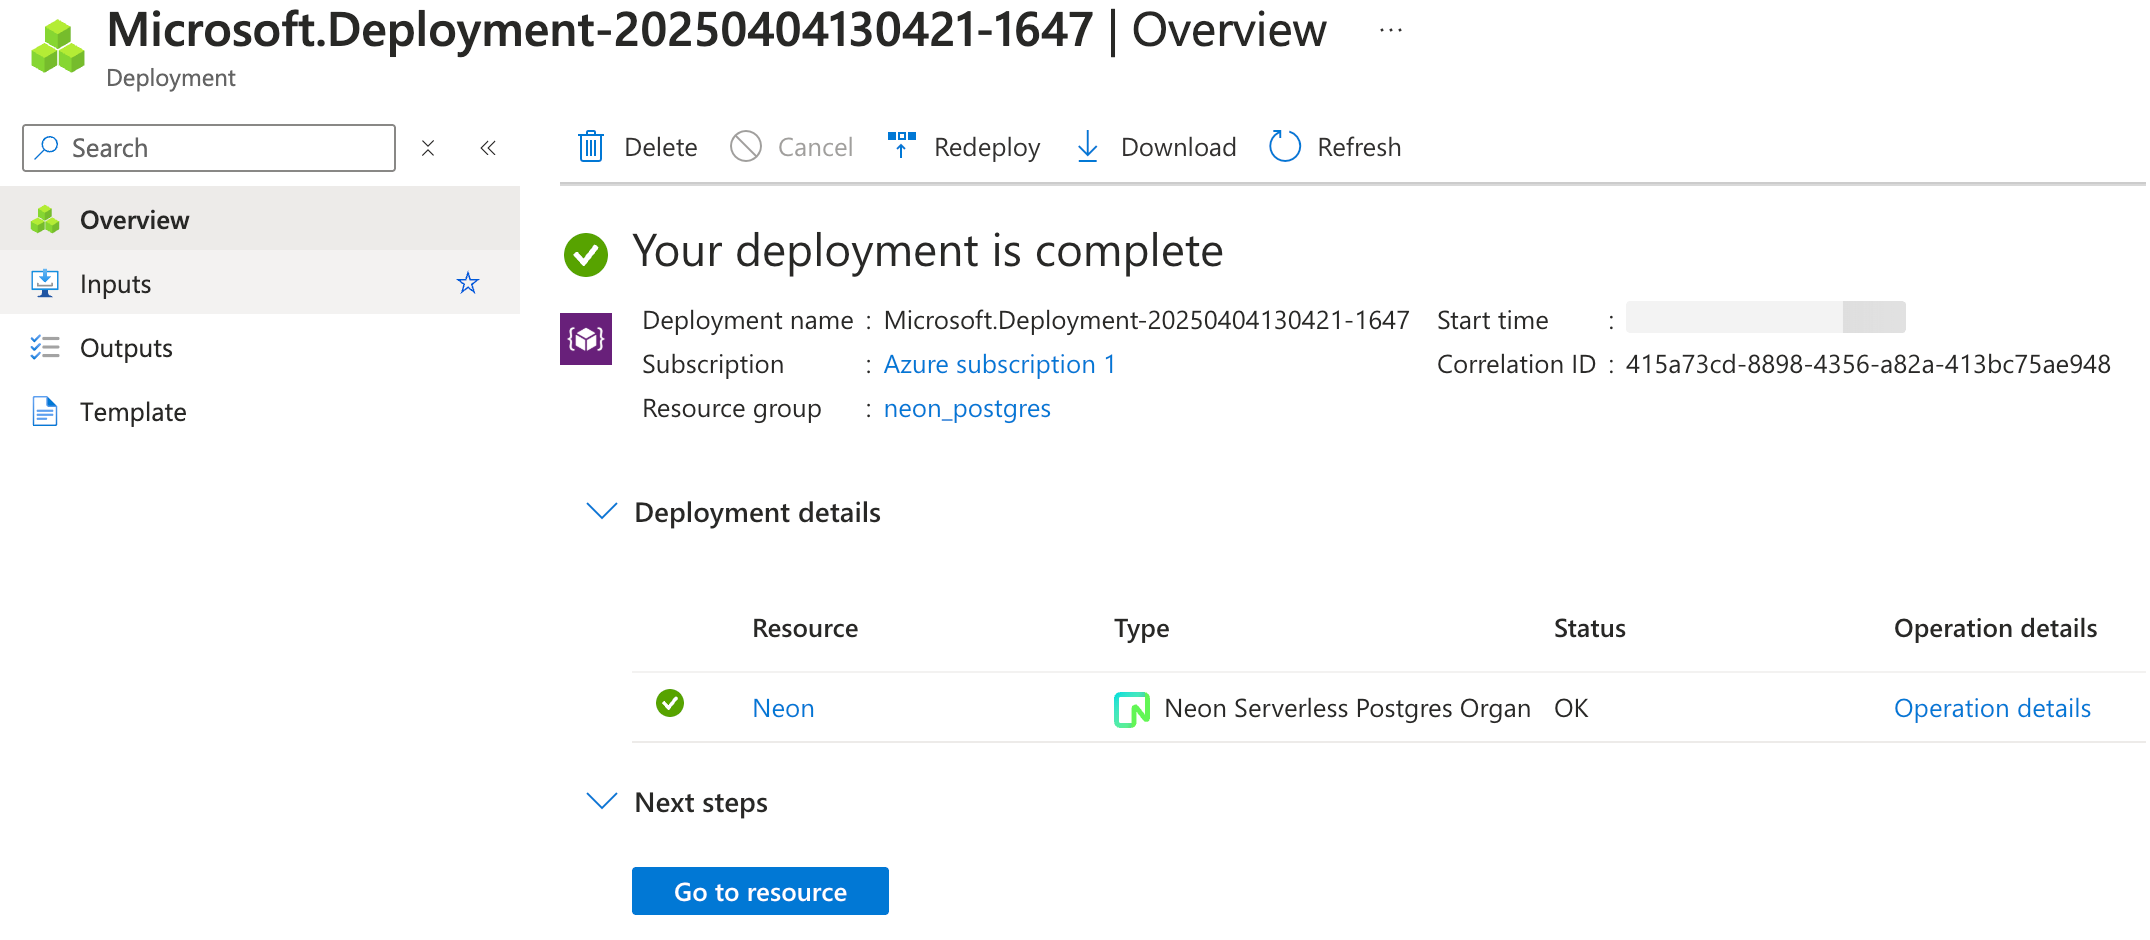 Microsoft.Deployment-20250404130421-1647 | Overview ...
Deployment
Search
Delete Cancel Redeploy Download Refresh
Overview
Inputs
Outputs
Template
Your deployment is complete
Deployment name : Microsoft.Deployment-20250404130421-1647 Start time :
Subscription : Azure subscription 1 Correlation ID : 415a73cd-8898-4356-a82a-413bc75ae948
Resource group : neon_postgres
Deployment details
Resource Type Status Operation details
Neon Neon Serverless Postgres Organ OK Operation details
Next steps
Go to resource